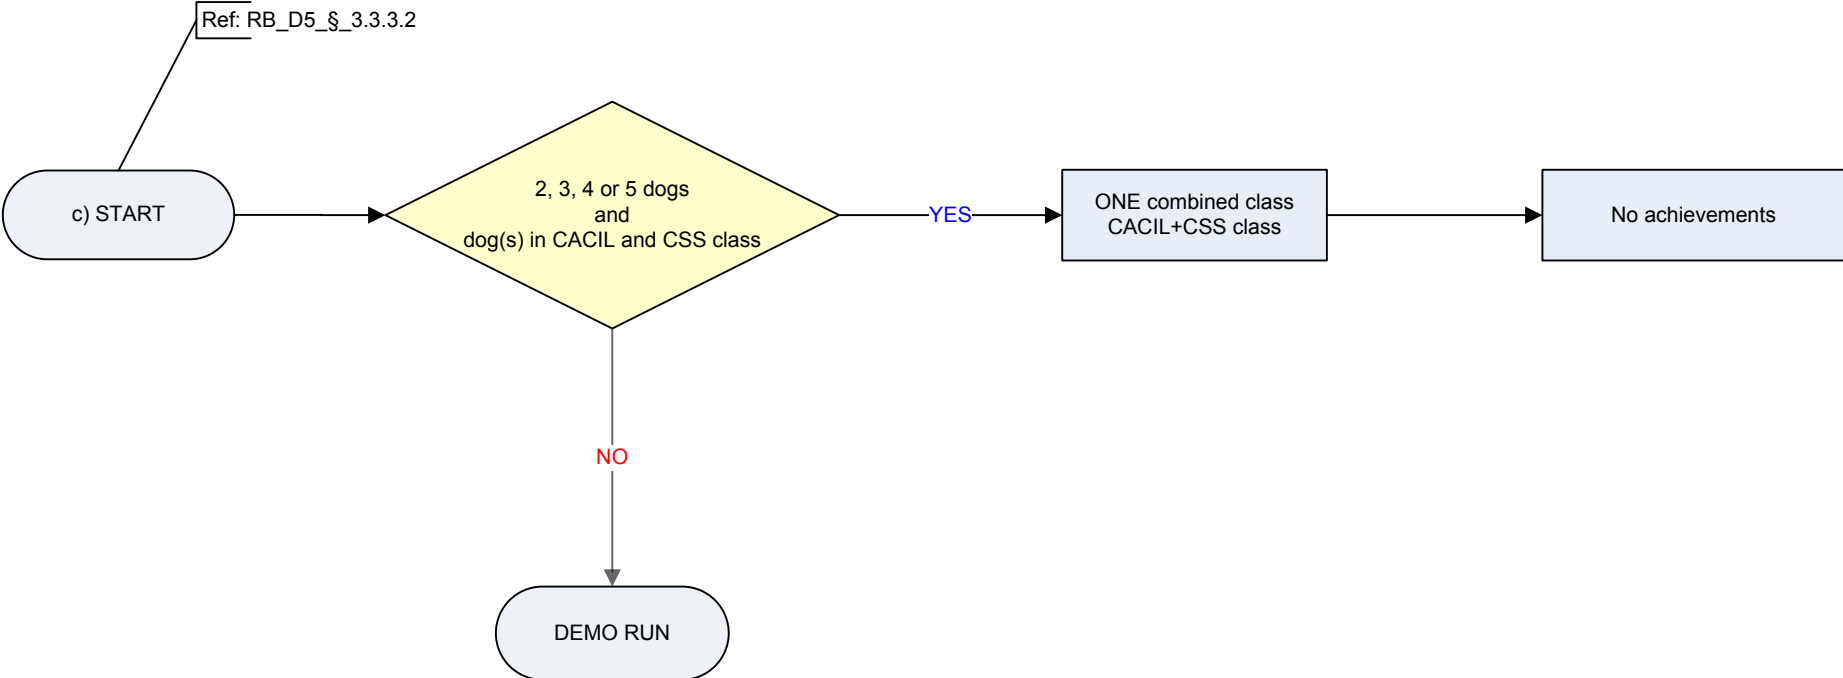 Ref: RB_D5_§_3.3.3.2
c) START
2, 3, 4 or 5 dogs
and
dog(s) in CACIL and CSS class
YES
ONE combined class
CACIL+CSS class
No achievements
NO
DEMO RUN